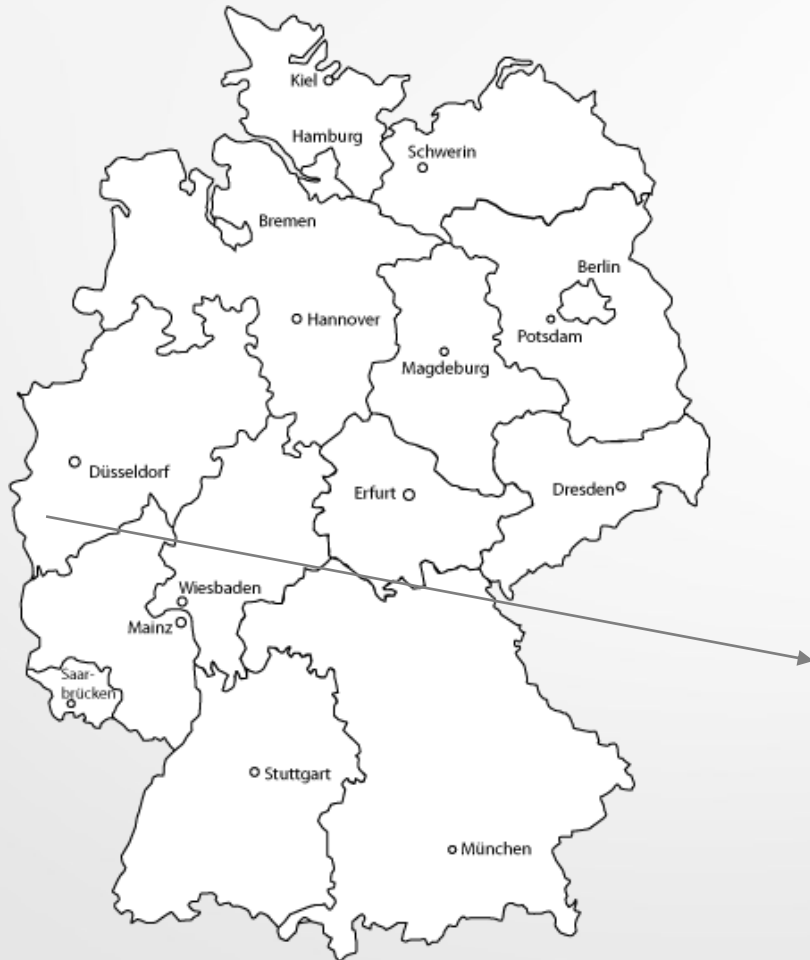 Kiel
Hamburg
Schwerin
Bremen
Berlin
Hannover
Potsdam
Magdeburg
Düsseldorf
Erfurt
Dresden
Wiesbaden
Mainz
Saar-
brücken
Stuttgart
München